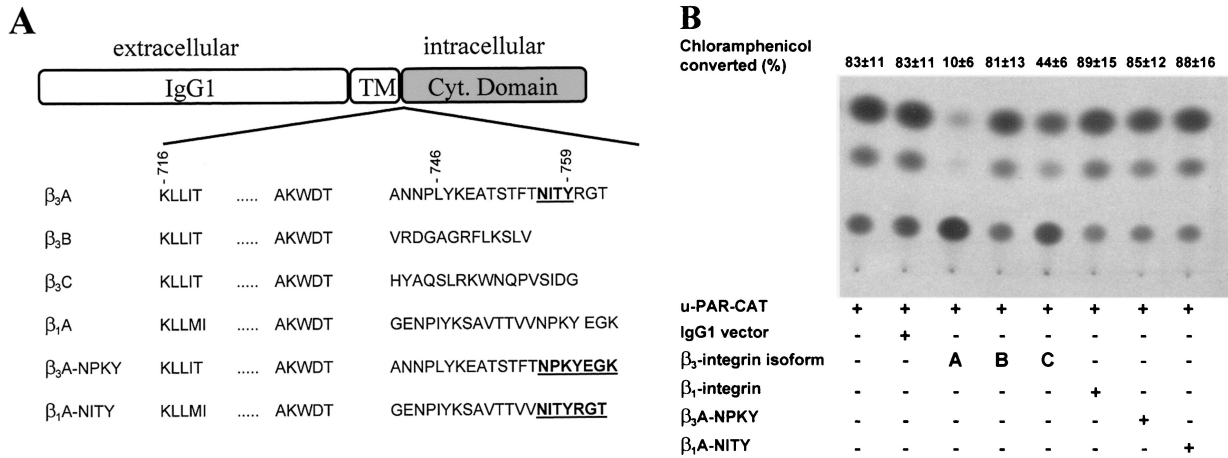 A
extracellular intracellular
IgG1 TM Cyt. Domain
-716 -746 -759
β3A KLLIT ..... AKWDT ANNPLYKEATSTFTNITYRGT
β3B KLLIT ..... AKWDT VRDGAGRFLKSLV
β3C KLLIT ..... AKWDT HYAQSLRKWNQPVSIDG
β1A KLLMI ..... AKWDT GENPIYKSAVTTVVNPKY EGK
β3A-NPKY KLLIT ..... AKWDT ANNPLYKEATSTFTNPKYEGK
β1A-NITY KLLMI ..... AKWDT GENPIYKSAVTTVVNITYRGT
B
Chloramphenicol
converted (%) 83±11 83±11 10±6 81±13 44±6 89±15 85±12 88±16
u-PAR-CAT + + + + + + + +
IgG1 vector - + - - - - - -
β3-integrin isoform - - A B C - - -
β1-integrin - - - - - + - -
β3A-NPKY - - - - - - + -
β1A-NITY - - - - - - - +